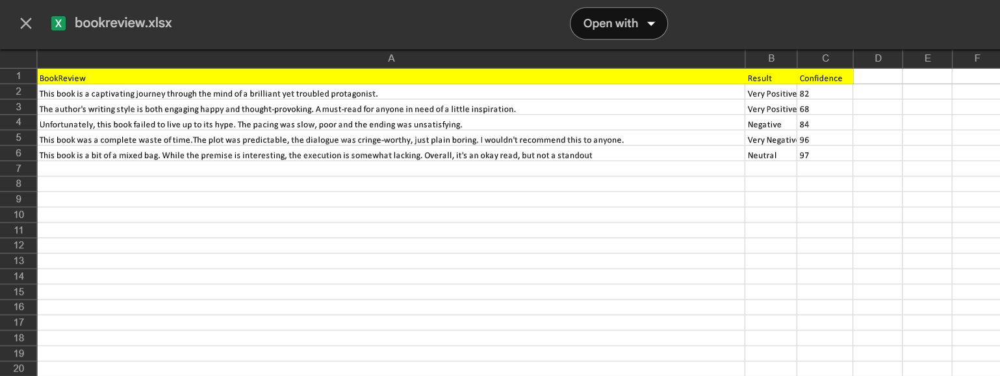 X bookreview.xlsx Open with
A B C D E F
1 BookReview Result Confidence
2 This book is a captivating journey through the mind of a brilliant yet troubled protagonist. Very Positive 82
3 The author's writing style is both engaging happy and thought-provoking. A must-read for anyone in need of a little inspiration. Very Positive 68
4 Unfortunately, this book failed to live up to its hype. The pacing was slow, poor and the ending was unsatisfying. Negative 84
5 This book was a complete waste of time.The plot was predictable, the dialogue was cringe-worthy, just plain boring. I wouldn't recommend this to anyone. Very Negativ 96
6 This book is a bit of a mixed bag. While the premise is interesting, the execution is somewhat lacking. Overall, it's an okay read, but not a standout Neutral 97
7
8
9
10
11
12
13
14
15
16
17
18
19
20